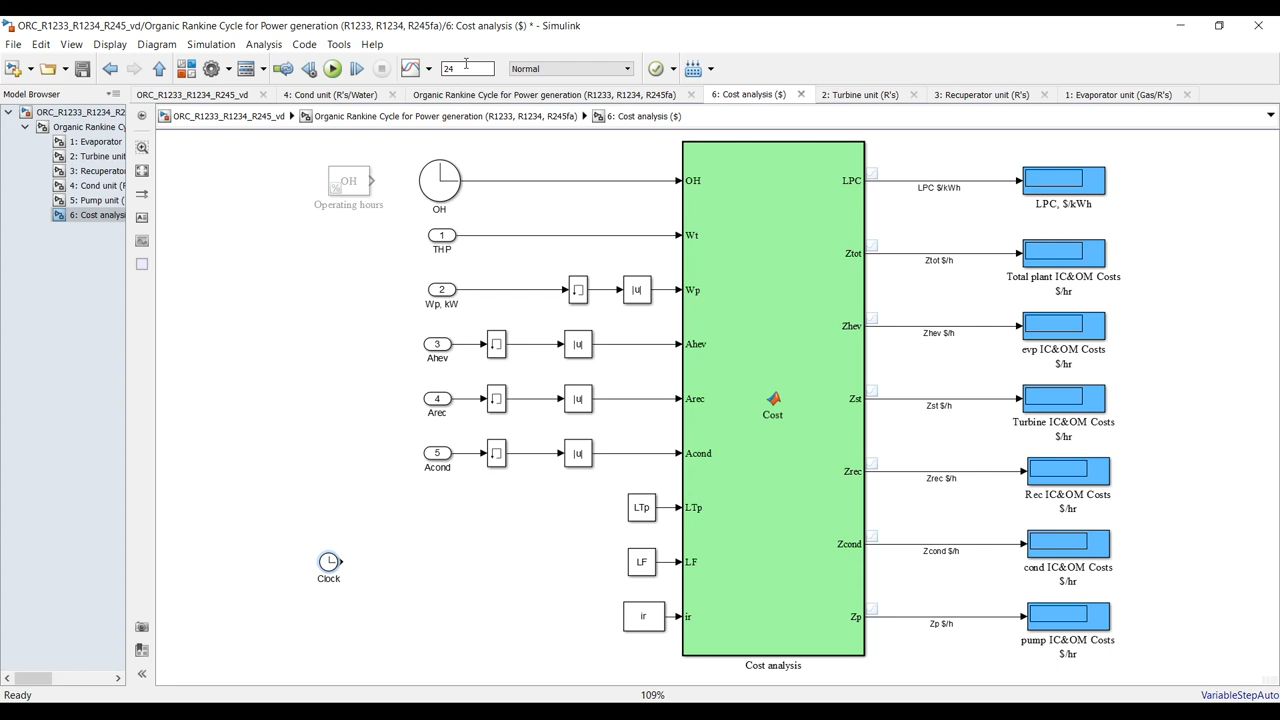 ORC_R1233_R1234_R245_vd/Organic Rankine Cycle for Power generation (R1233, R1234, R245fa)/6: Cost analysis ($) * - Simulink
File Edit View Display Diagram Simulation Analysis Code Tools Help
24 Normal
Model Browser
ORC_R1233_R1234_R245_vd 4: Cond unit (R's/Water) Organic Rankine Cycle for Power generation (R1233, R1234, R245fa) 6: Cost analysis ($) 2: Turbine unit (R's) 3: Recuperator unit (R's) 1: Evaporator unit (Gas/R's)
ORC_R1233_R1234_R2
Organic Rankine Cy
1: Evaporator
2: Turbine unit
3: Recuperato
4: Cond unit (F
5: Pump unit (
6: Cost analysi
ORC_R1233_R1234_R245_vd Organic Rankine Cycle for Power generation (R1233, R1234, R245fa) 6: Cost analysis ($)
OH
Operating hours
OH
1
THP
2
Wp, kW
|u|
3
Ahev
|u|
4
Arec
|u|
5
Acond
|u|
LTp
LF
ir
Clock
OH
Wt
Wp
Ahev
Arec
Acond
LTp
LF
ir
Cost
Cost analysis
LPC
Ztot
Zhev
Zst
Zrec
Zcond
Zp
LPC $/kWh
Ztot $/h
Zhev $/h
Zst $/h
Zrec $/h
Zcond $/h
Zp $/h
LPC, $/kWh
Total plant IC&OM Costs
$/hr
evp IC&OM Costs
$/hr
Turbine IC&OM Costs
$/hr
Rec IC&OM Costs
$/hr
cond IC&OM Costs
$/hr
pump IC&OM Costs
$/hr
Ready 109% VariableStepAuto